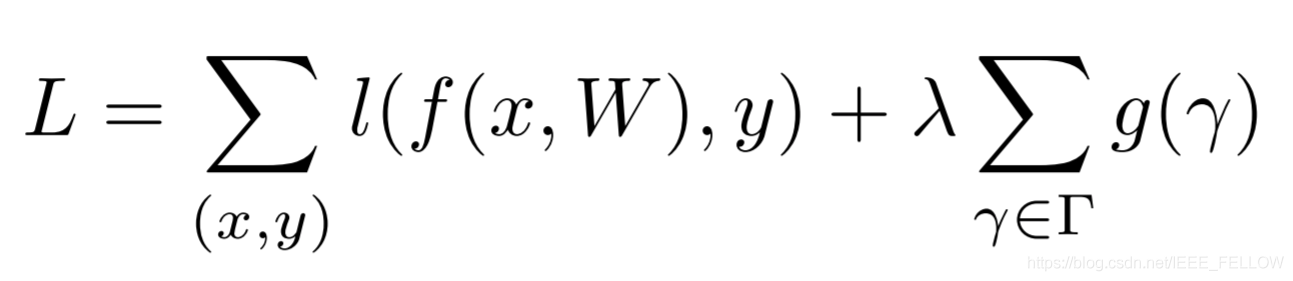 L = ∑ l(f(x, W), y) + λ ∑ g(γ)
(x,y) γ∈Γ
https://blog.csdn.net/IEEE_FELLOW